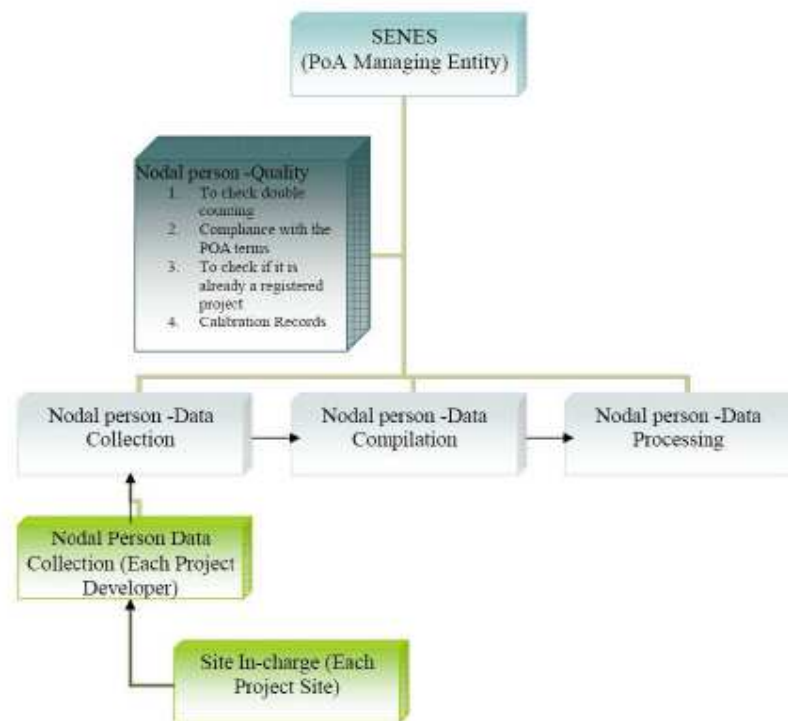 SENES
(PoA Managing Entity)
Nodal person -Quality
1. To check double
counting
2. Compliance with the
POA terms
3. To check if it is
already a registered
project
4. Calibration Records
Nodal person -Data
Collection
Nodal person -Data
Compilation
Nodal person -Data
Processing
Nodal Person Data
Collection (Each Project
Developer)
Site In-charge (Each
Project Site)